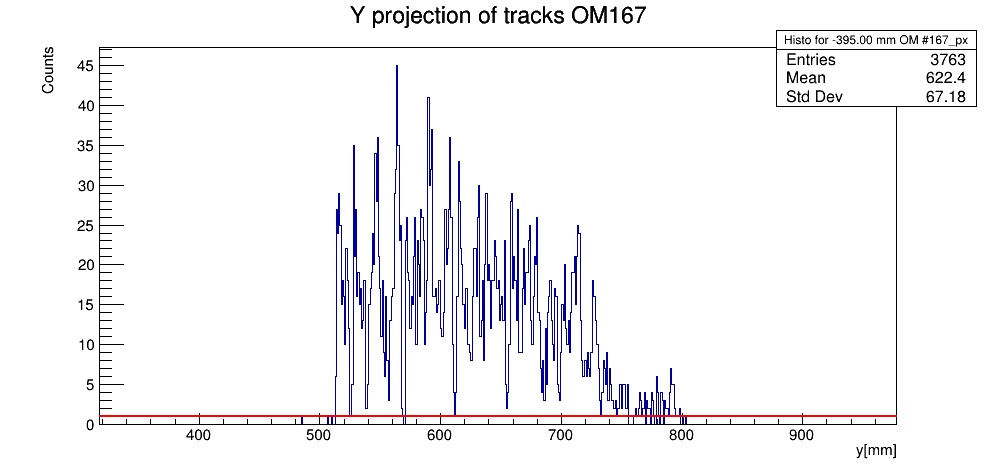 Y projection of tracks OM167
Histo for -395.00 mm OM #167_px
Entries 3763
Mean 622.4
Std Dev 67.18
Counts
45
40
35
30
25
20
15
10
5
0
400 500 600 700 800 900
y[mm]